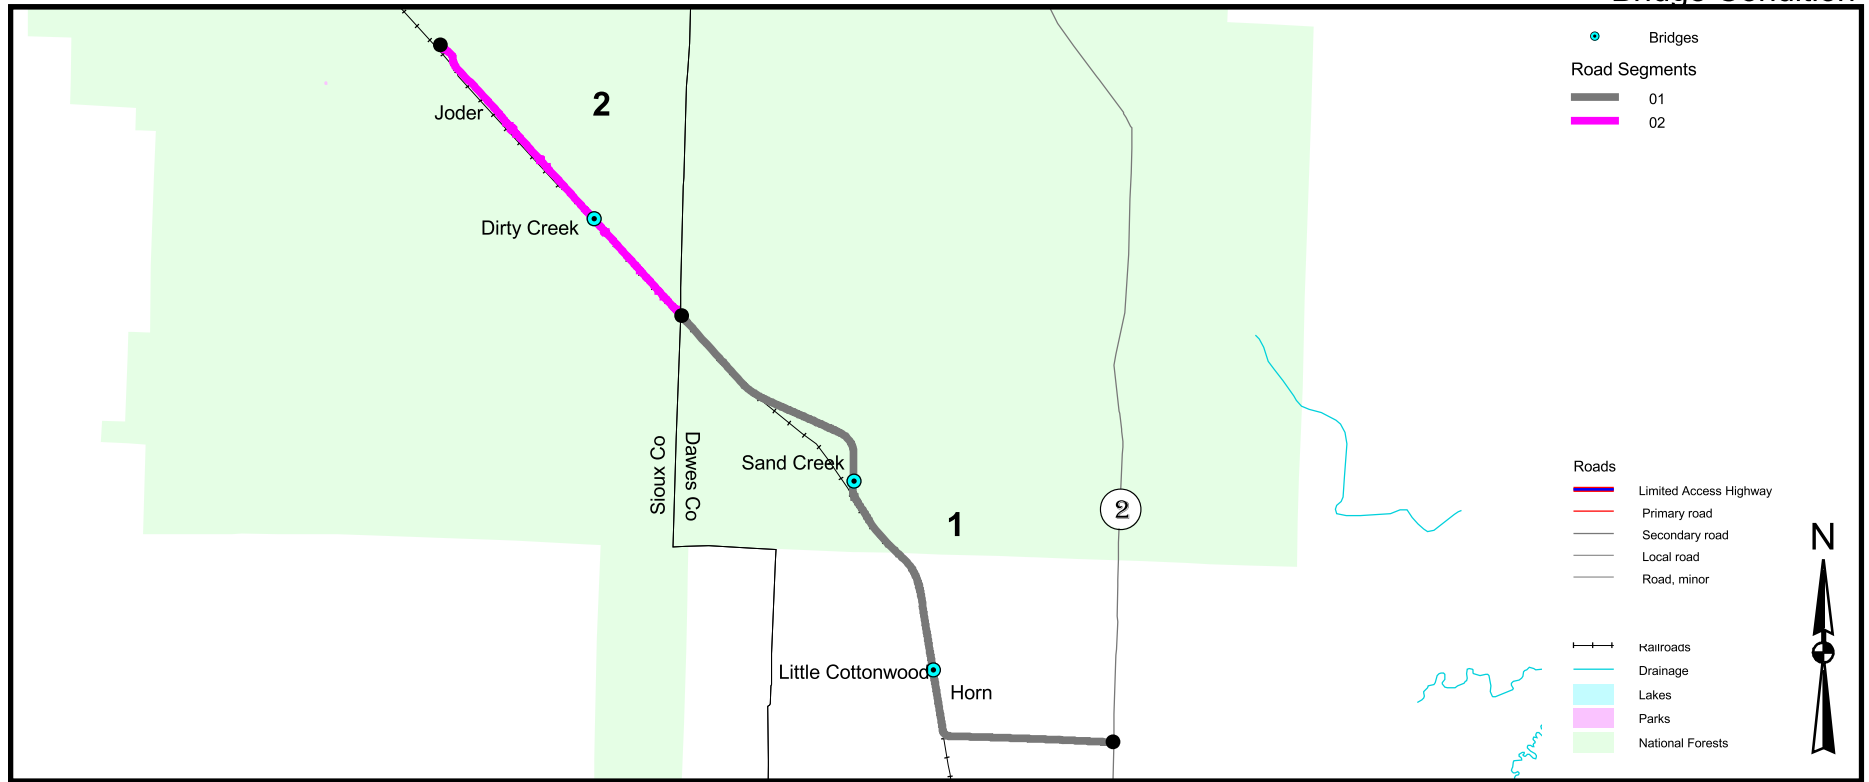 Bridge Condition
Bridges
Road Segments
01
02
Joder
2
Dirty Creek
Sioux Co
Dawes Co
Sand Creek
1
2
Little Cottonwood
Horn
Roads
Limited Access Highway
Primary road
Secondary road
Local road
Road, minor
Railroads
Drainage
Lakes
Parks
National Forests
N